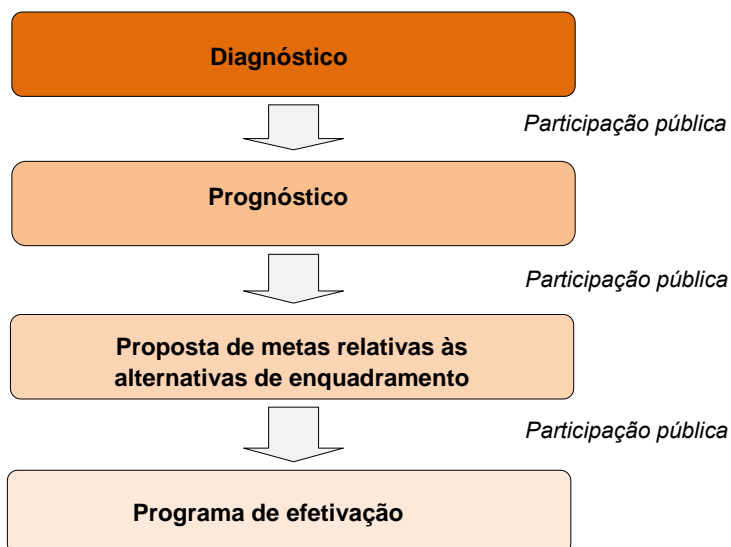 Diagnóstico
Participação pública
Prognóstico
Participação pública
Proposta de metas relativas às
alternativas de enquadramento
Participação pública
Programa de efetivação